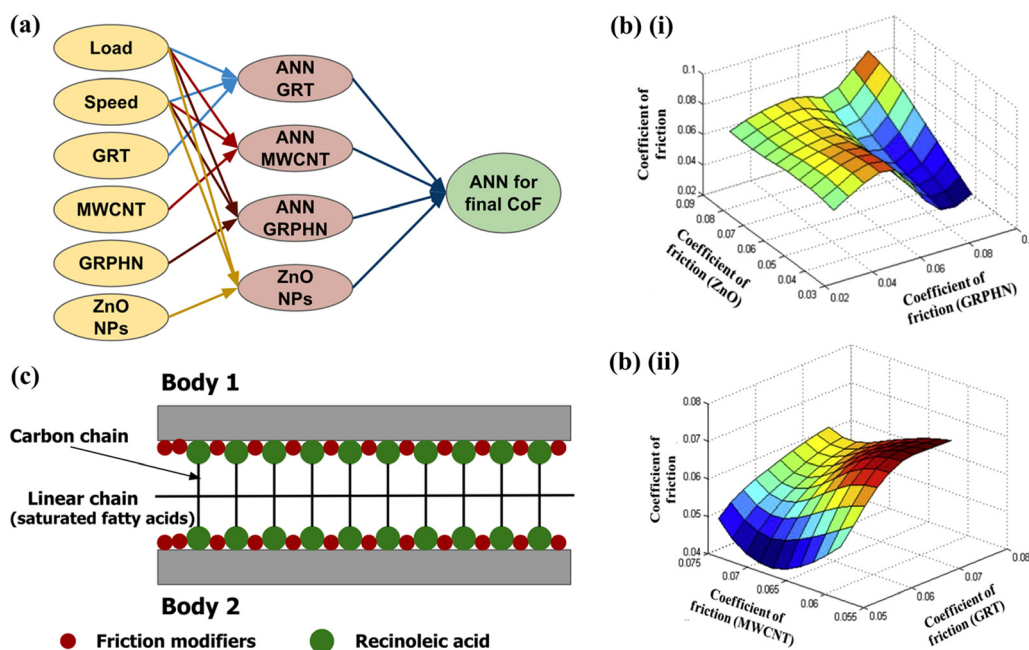 (a)
Load
Speed
GRT
MWCNT
GRPHN
ZnO
NPs
ANN
GRT
ANN
MWCNT
ANN
GRPHN
ZnO
NPs
ANN for
final CoF
(b) (i)
Coefficient of
friction
0.1
0.08
0.06
0.04
0.02
0.09
0.08
0.07
0.06
0.05
0.04
0.03
Coefficient of
friction (ZnO)
0.02
0.04
0.06
0.08
Coefficient of
friction (GRPHN)
(c)
Body 1
Carbon chain
Linear chain
(saturated fatty acids)
Body 2
Friction modifiers
Recinoleic acid
(b) (ii)
Coefficient of
friction
0.08
0.07
0.06
0.05
0.04
0.075
0.07
0.065
0.06
0.055
Coefficient of
friction (MWCNT)
0.05
0.06
0.07
0.08
Coefficient of
friction (GRT)